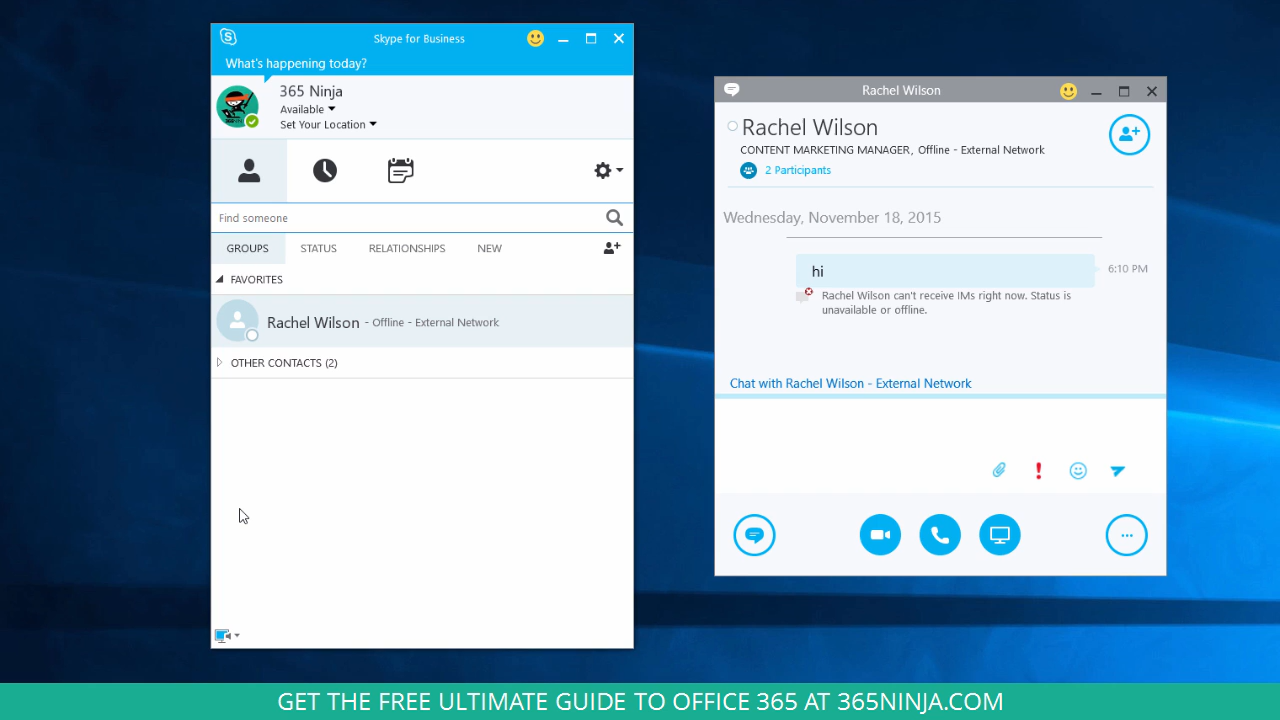 Skype for Business
What's happening today?
365 Ninja
Available
Set Your Location
Find someone
GROUPS STATUS RELATIONSHIPS NEW
FAVORITES
Rachel Wilson - Offline - External Network
OTHER CONTACTS (2)
Rachel Wilson
Rachel Wilson
CONTENT MARKETING MANAGER, Offline - External Network
2 Participants
Wednesday, November 18, 2015
hi 6:10 PM
Rachel Wilson can't receive IMs right now. Status is
unavailable or offline.
Chat with Rachel Wilson - External Network
GET THE FREE ULTIMATE GUIDE TO OFFICE 365 AT 365NINJA.COM